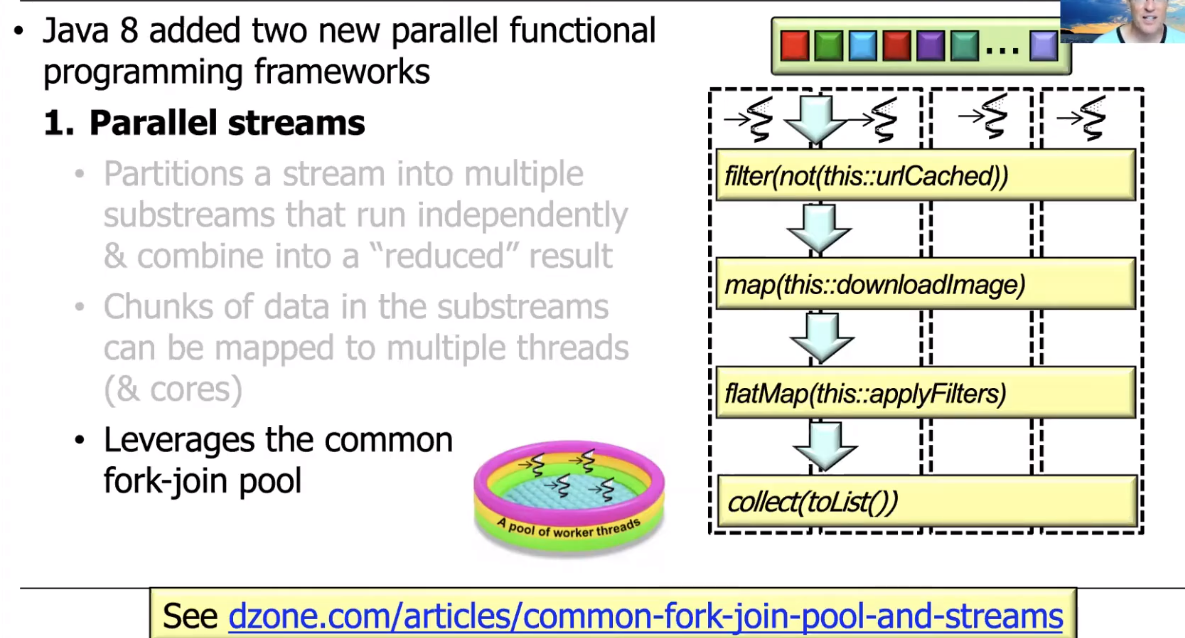 • Java 8 added two new parallel functional
programming frameworks
1. Parallel streams
• Partitions a stream into multiple
substreams that run independently
& combine into a “reduced” result
• Chunks of data in the substreams
can be mapped to multiple threads
(& cores)
• Leverages the common
fork-join pool
A pool of worker threads
...
filter(not(this::urlCached))
map(this::downloadImage)
flatMap(this::applyFilters)
collect(toList())
See dzone.com/articles/common-fork-join-pool-and-streams